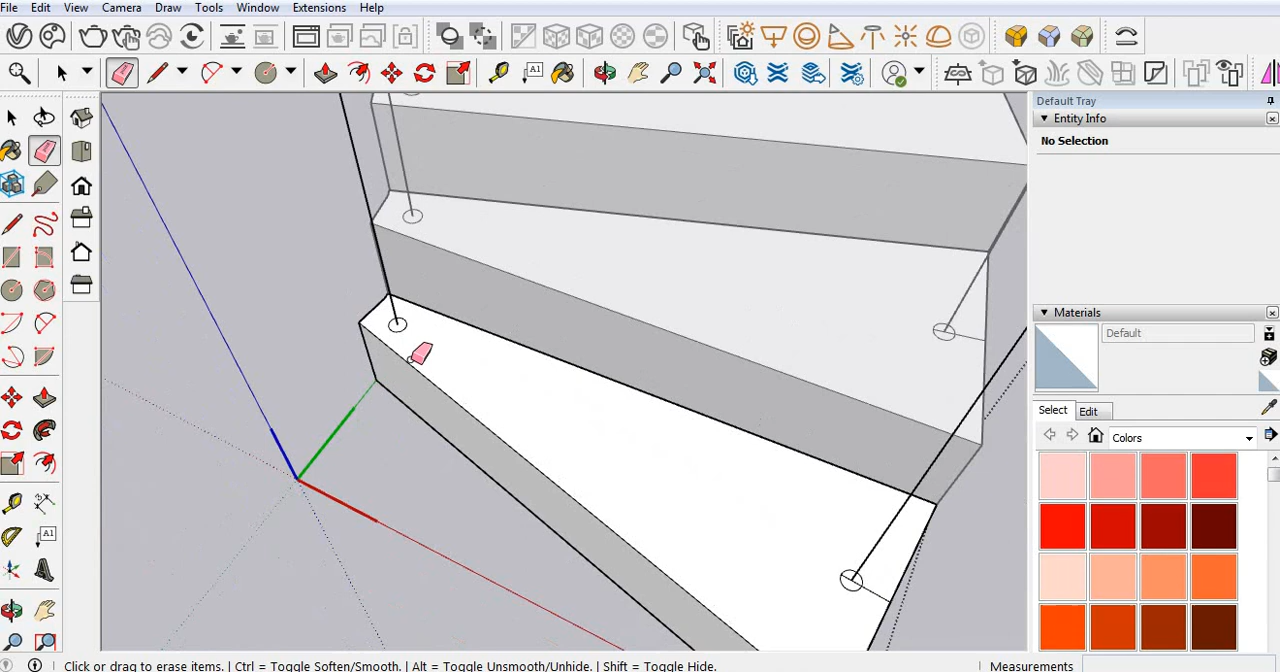 File Edit View Camera Draw Tools Window Extensions Help
A1
Default Tray
Entity Info
No Selection
A1
Materials
Default
Select Edit
Colors
Click or drag to erase items. | Ctrl = Toggle Soften/Smooth. | Alt = Toggle Unsmooth/Unhide. | Shift = Toggle Hide.
Measurements